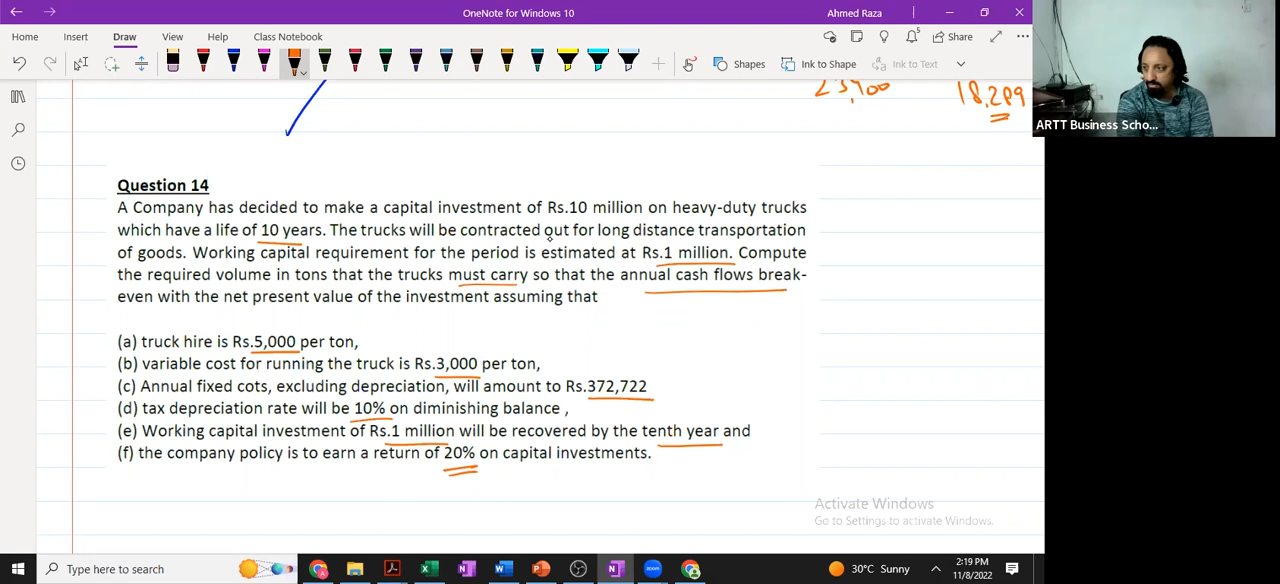 OneNote for Windows 10
Ahmed Raza
Home Insert Draw View Help Class Notebook
Share
Shapes Ink to Shape Ink to Text
23,900
18,289
ARTT Business Scho...
Question 14
A Company has decided to make a capital investment of Rs.10 million on heavy-duty trucks
which have a life of 10 years. The trucks will be contracted out for long distance transportation
of goods. Working capital requirement for the period is estimated at Rs.1 million. Compute
the required volume in tons that the trucks must carry so that the annual cash flows break-
even with the net present value of the investment assuming that
(a) truck hire is Rs.5,000 per ton,
(b) variable cost for running the truck is Rs.3,000 per ton,
(c) Annual fixed cots, excluding depreciation, will amount to Rs.372,722
(d) tax depreciation rate will be 10% on diminishing balance ,
(e) Working capital investment of Rs.1 million will be recovered by the tenth year and
(f) the company policy is to earn a return of 20% on capital investments.
Activate Windows
Go to Settings to activate Windows.
Type here to search
30°C Sunny
2:19 PM
11/8/2022